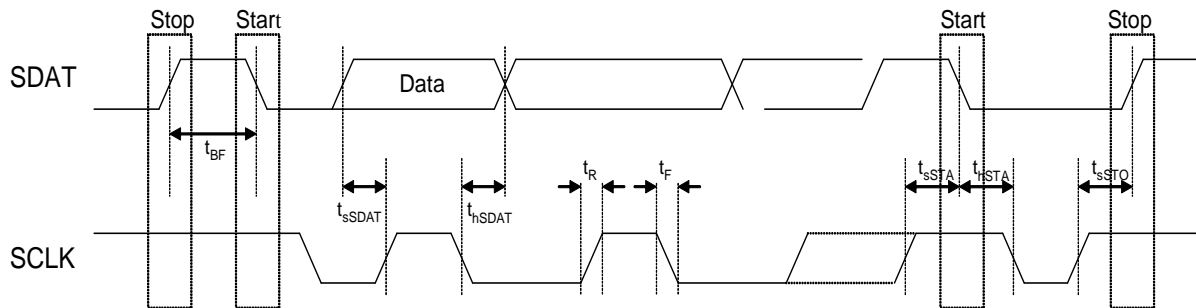 Stop Start Start Stop
SDAT Data
tBF tR tF tsSTA thSTA tsSTO
tsSDAT thSDAT
SCLK